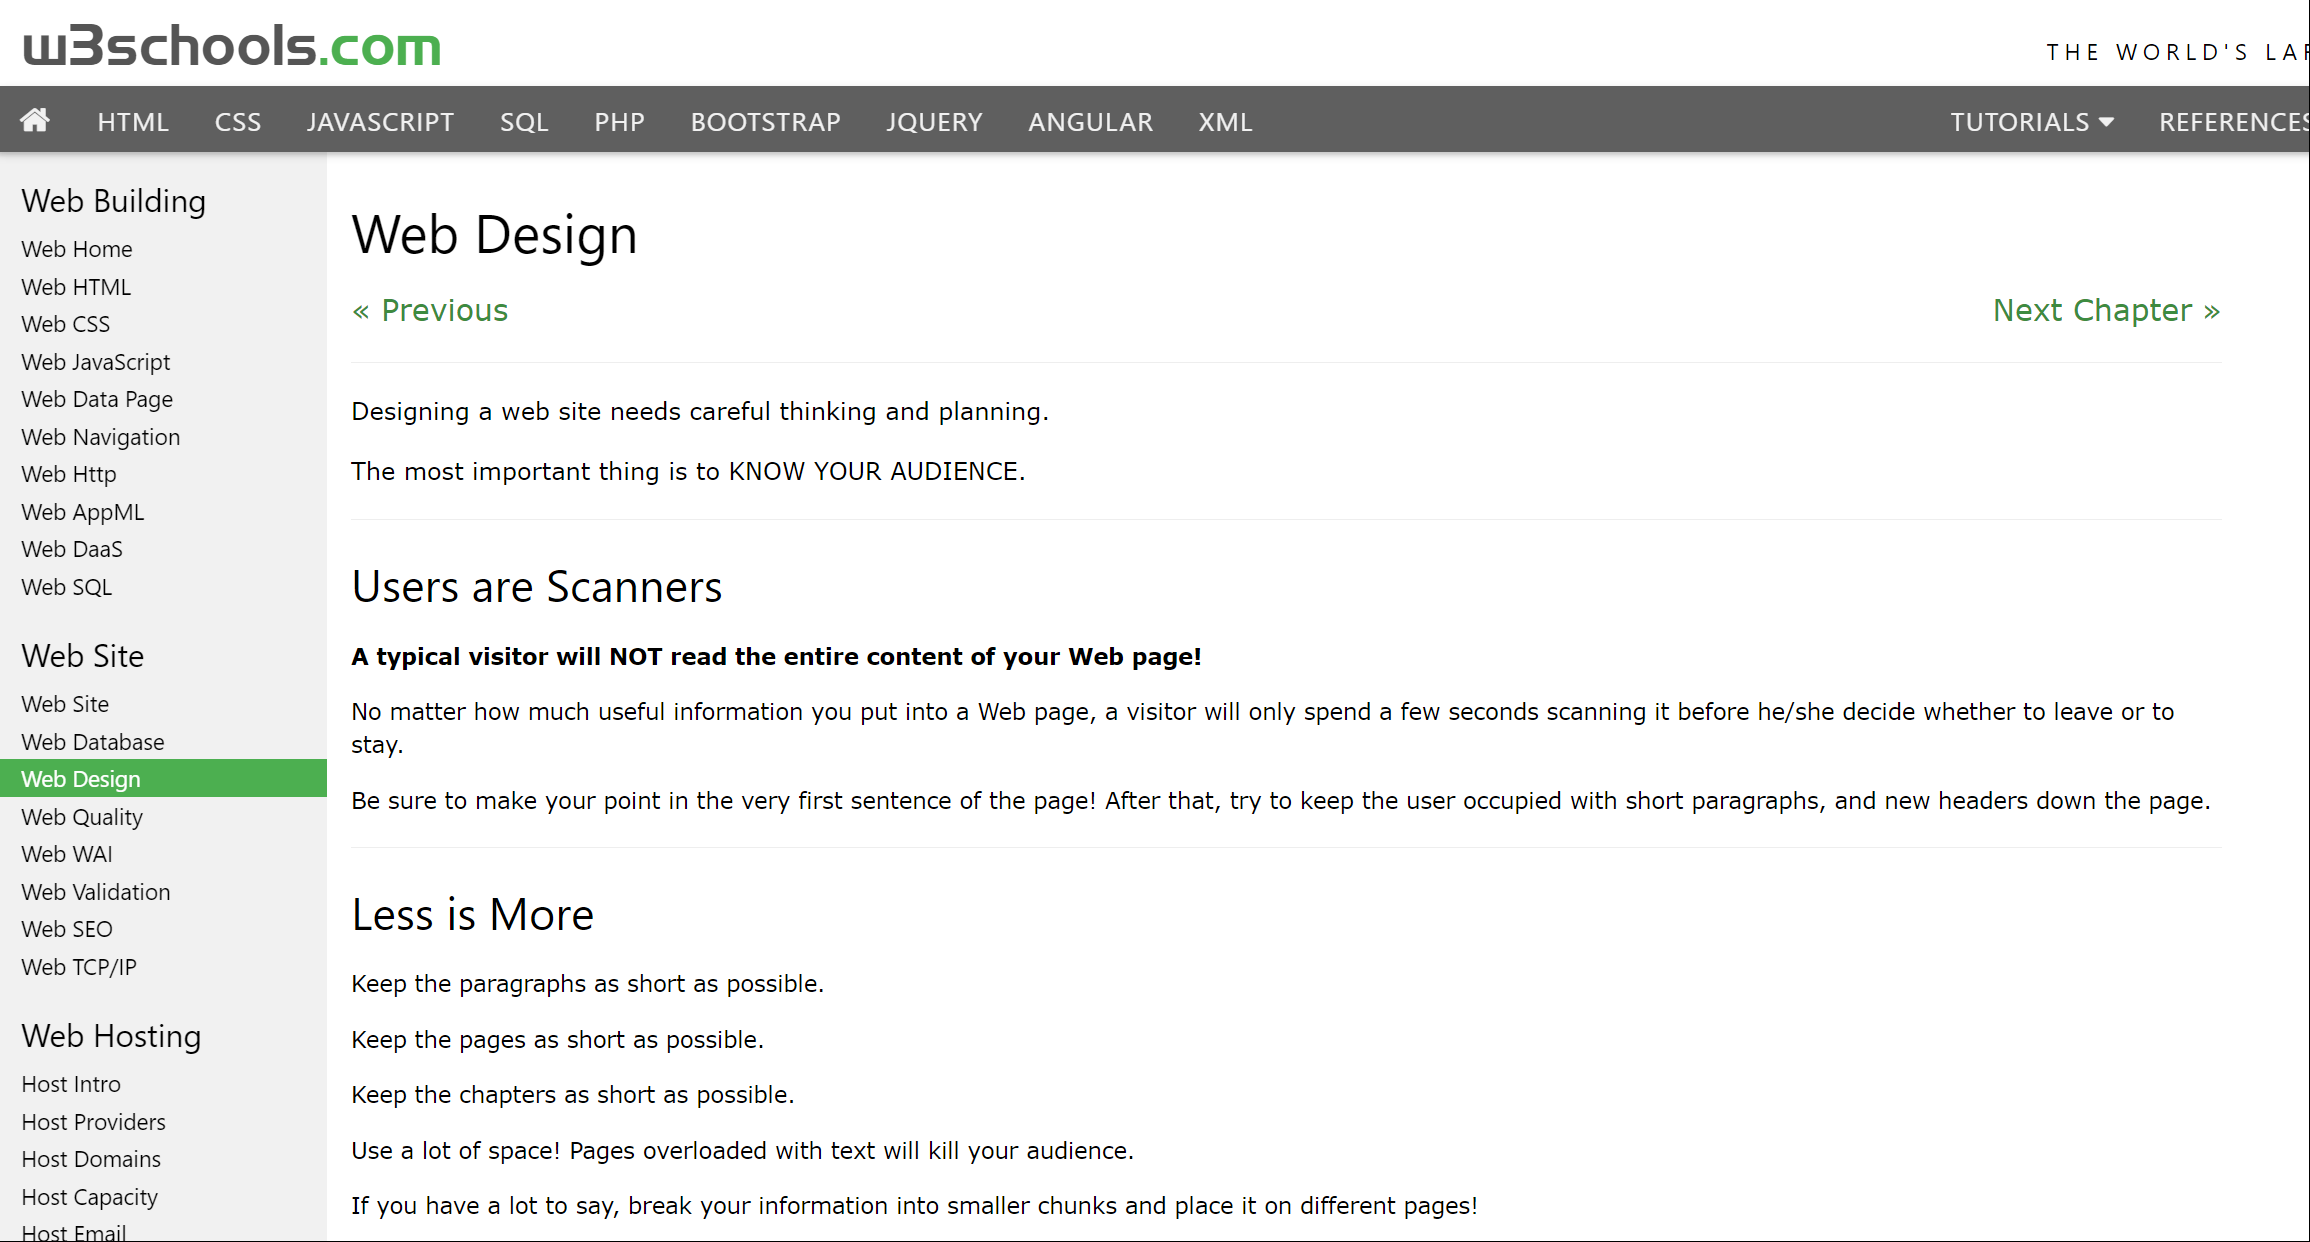 w3schools.com
THE WORLD'S
HTML CSS JAVASCRIPT SQL PHP BOOTSTRAP JQUERY ANGULAR XML TUTORIALS REFERENCES
Web Building
Web Home
Web HTML
Web CSS
Web JavaScript
Web Data Page
Web Navigation
Web Http
Web AppML
Web DaaS
Web SQL
Web Site
Web Site
Web Database
Web Design
Web Quality
Web WAI
Web Validation
Web SEO
Web TCP/IP
Web Hosting
Host Intro
Host Providers
Host Domains
Host Capacity
Host Email
Web Design
« Previous
Next Chapter »
Designing a web site needs careful thinking and planning.
The most important thing is to KNOW YOUR AUDIENCE.
Users are Scanners
A typical visitor will NOT read the entire content of your Web page!
No matter how much useful information you put into a Web page, a visitor will only spend a few seconds scanning it before he/she decide whether to leave or to
stay.
Be sure to make your point in the very first sentence of the page! After that, try to keep the user occupied with short paragraphs, and new headers down the page.
Less is More
Keep the paragraphs as short as possible.
Keep the pages as short as possible.
Keep the chapters as short as possible.
Use a lot of space! Pages overloaded with text will kill your audience.
If you have a lot to say, break your information into smaller chunks and place it on different pages!